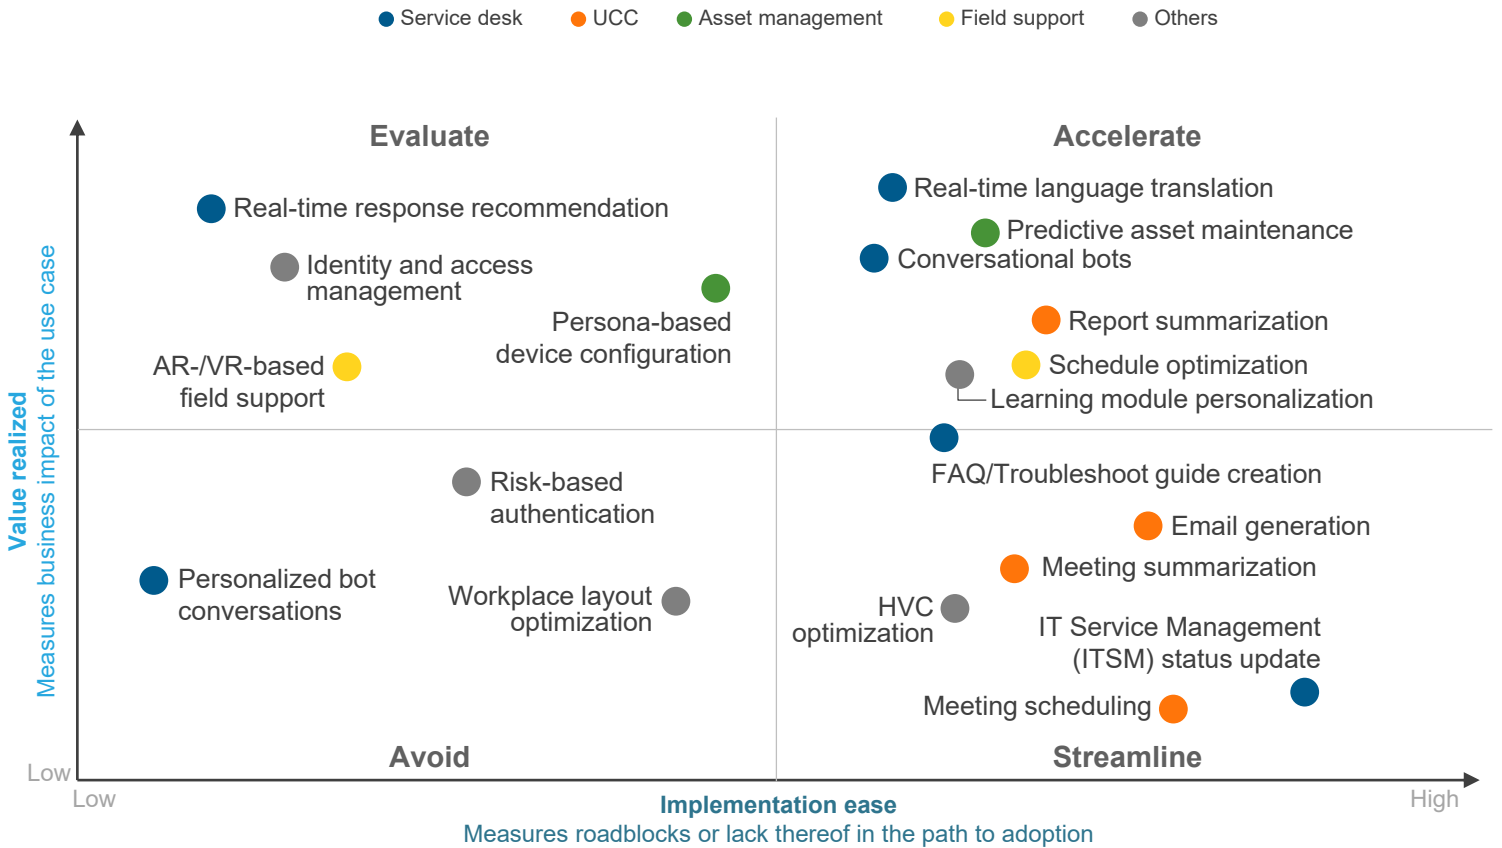 Service desk
UCC
Asset management
Field support
Others
Evaluate
Accelerate
Real-time response recommendation
Identity and access
management
Persona-based
device configuration
AR-/VR-based
field support
Real-time language translation
Predictive asset maintenance
Conversational bots
Report summarization
Schedule optimization
Learning module personalization
Value realized
Measures business impact of the use case
Risk-based
authentication
Personalized bot
conversations
Workplace layout
optimization
FAQ/Troubleshoot guide creation
Email generation
Meeting summarization
HVC
optimization
IT Service Management
(ITSM) status update
Meeting scheduling
Avoid
Streamline
Low
Low
High
Implementation ease
Measures roadblocks or lack thereof in the path to adoption